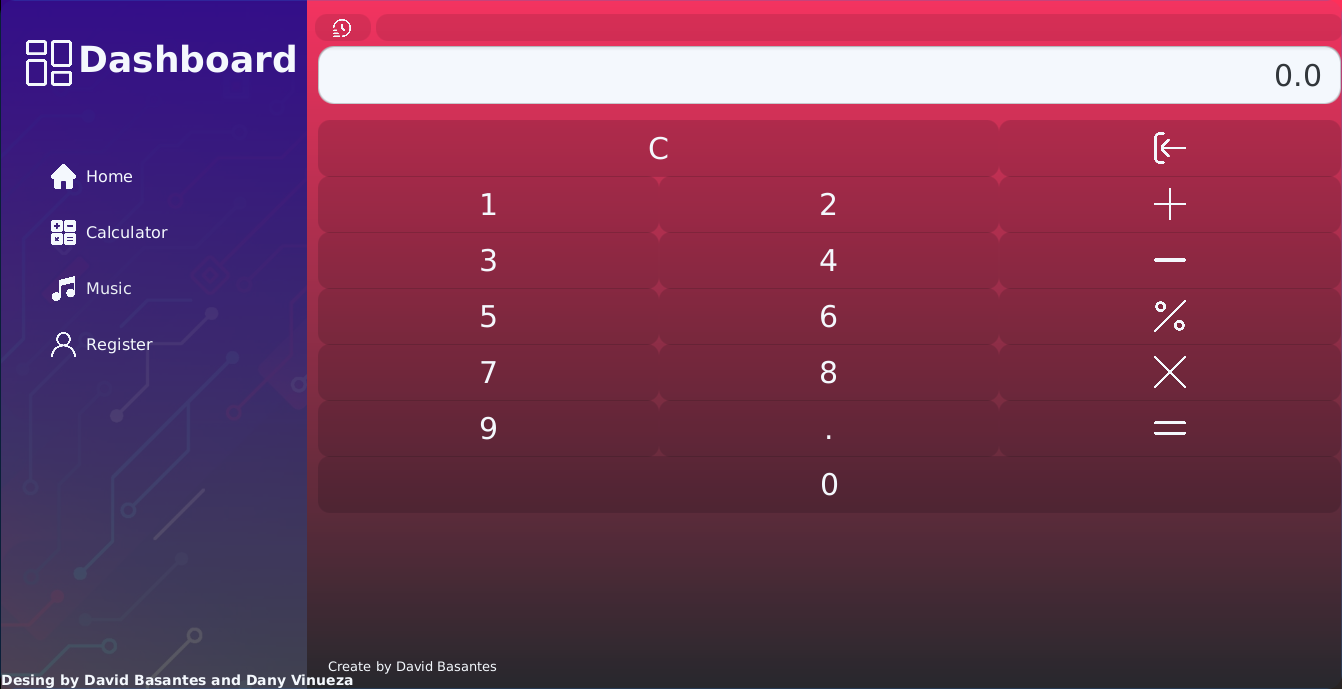 Dashboard
Home
Calculator
Music
Register
0.0
C
1 2 +
3 4 −
5 6 %
7 8 ×
9 . =
0
Create by David Basantes
Desing by David Basantes and Dany Vinueza